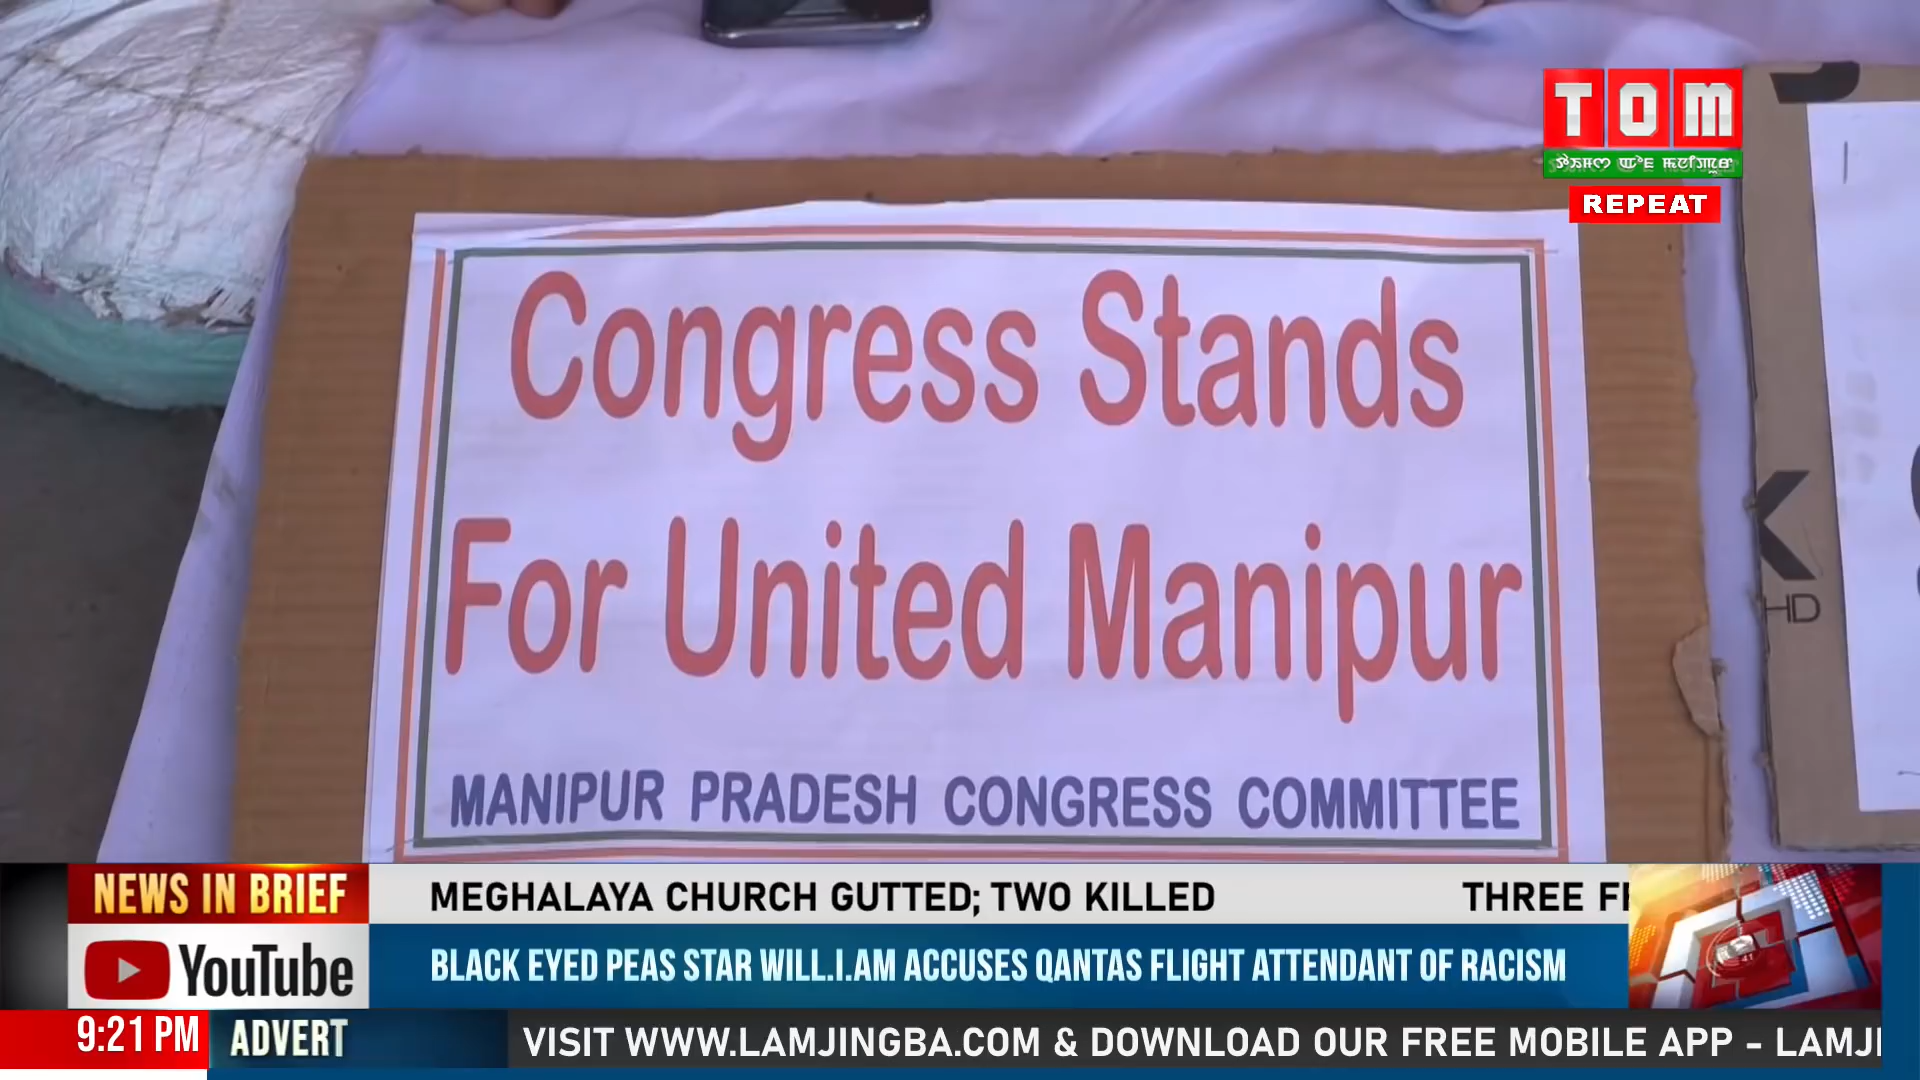 TOM
REPEAT
Congress Stands
For United Manipur
MANIPUR PRADESH CONGRESS COMMITTEE
HD
NEWS IN BRIEF
MEGHALAYA CHURCH GUTTED; TWO KILLED
THREE
YouTube
BLACK EYED PEAS STAR WILL.I.AM ACCUSES QANTAS FLIGHT ATTENDANT OF RACISM
9:21 PM
ADVERT
VISIT WWW.LAMJINGBA.COM & DOWNLOAD OUR FREE MOBILE APP - LAMJI